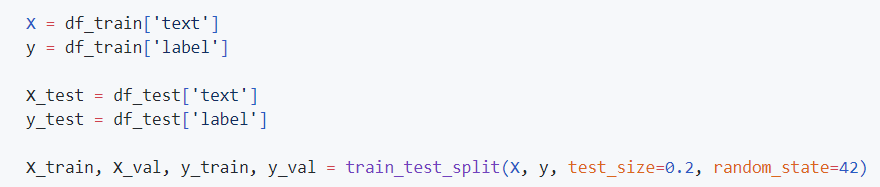 X = df_train['text']
y = df_train['label']
X_test = df_test['text']
y_test = df_test['label']
X_train, X_val, y_train, y_val = train_test_split(X, y, test_size=0.2, random_state=42)